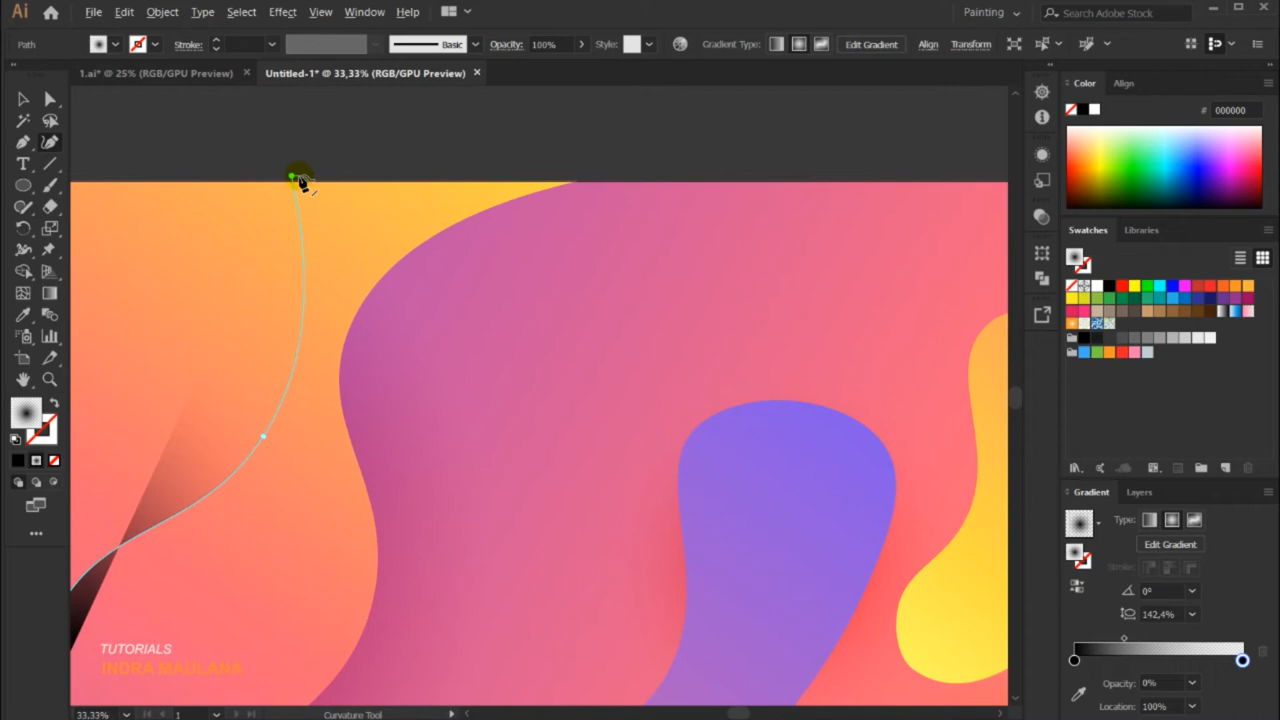 Ai File Edit Object Type Select Effect View Window Help Painting Search Adobe Stock
Path Stroke: Basic Opacity: 100% Style: Gradient Type: Edit Gradient Align Transform
1.ai* @ 25% (RGB/GPU Preview) Untitled-1* @ 33,33% (RGB/GPU Preview)
Color Align
# 000000
Swatches Libraries
Gradient Layers
Type:
Edit Gradient
Stroke:
0°
142,4%
Opacity: 0%
Location: 100%
TUTORIALS
INDRA MAULANA
33,33% 1 Curvature Tool